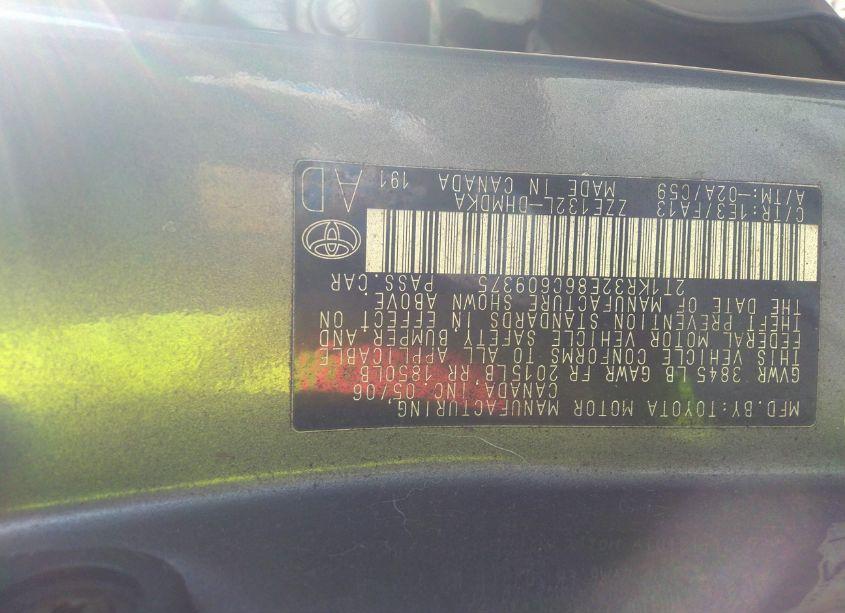 MFD.BY:TOYOTA MOTOR MANUFACTURING,
CANADA, INC. 05/06
GVWR 3845 LB GAWR FR 2015LB RR 1850LB
THIS VEHICLE CONFORMS TO ALL APPLICABLE
FEDERAL MOTOR VEHICLE SAFETY BUMPER,AND
THEFT PREVENTION STANDARDS IN EFFECT ON
THE DATE OF MANUFACTURE SHOWN ABOVE.
2T1KR32E86C609375 PASS.CAR
C/TR:1E3/FA13 ZZE132L-DHMDKA
A/TM:-02A/C59 MADE IN CANADA 191
AD